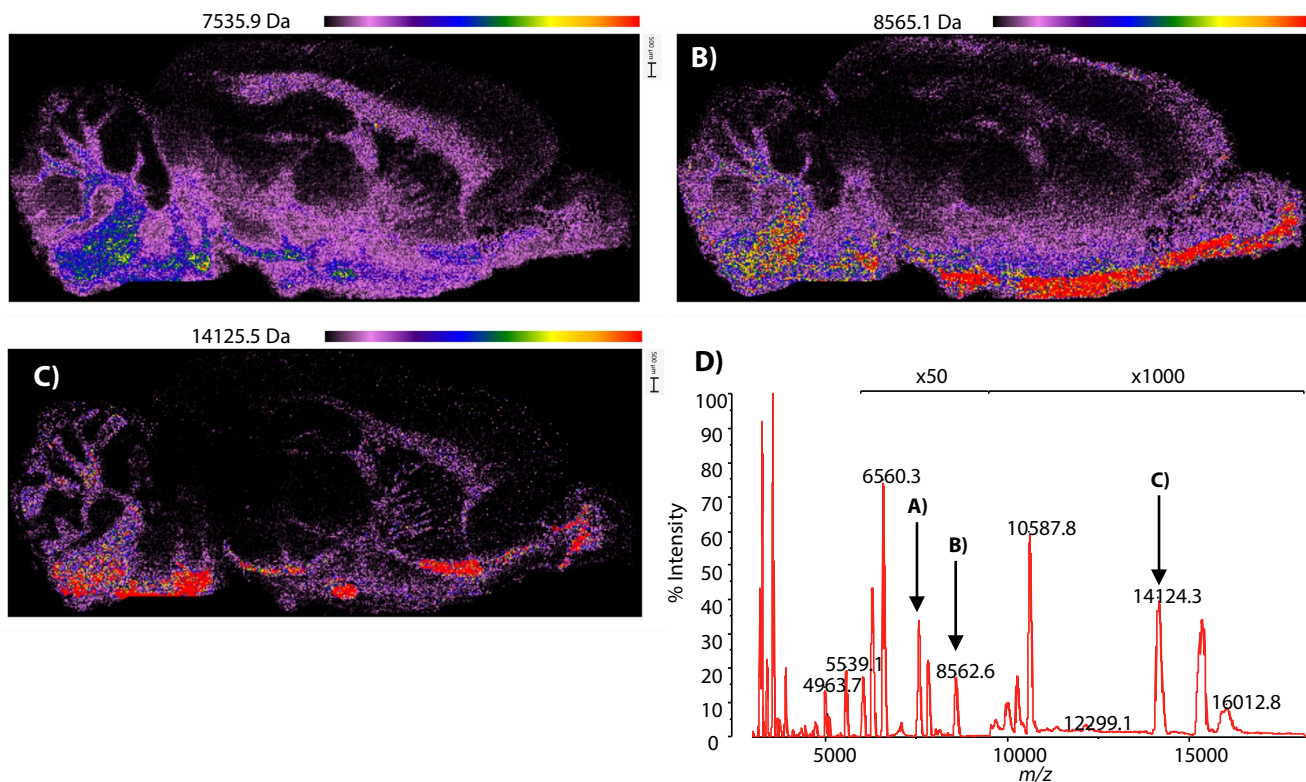 7535.9 Da
500 µm
8565.1 Da
B)
14125.5 Da
500 µm
C)
D)
x50
x1000
% Intensity
100
90
80
70
60
50
40
30
20
10
0
6560.3
A)
B)
C)
10587.8
14124.3
5539.1
4963.7
8562.6
12299.1
16012.8
5000
10000
15000
m/z